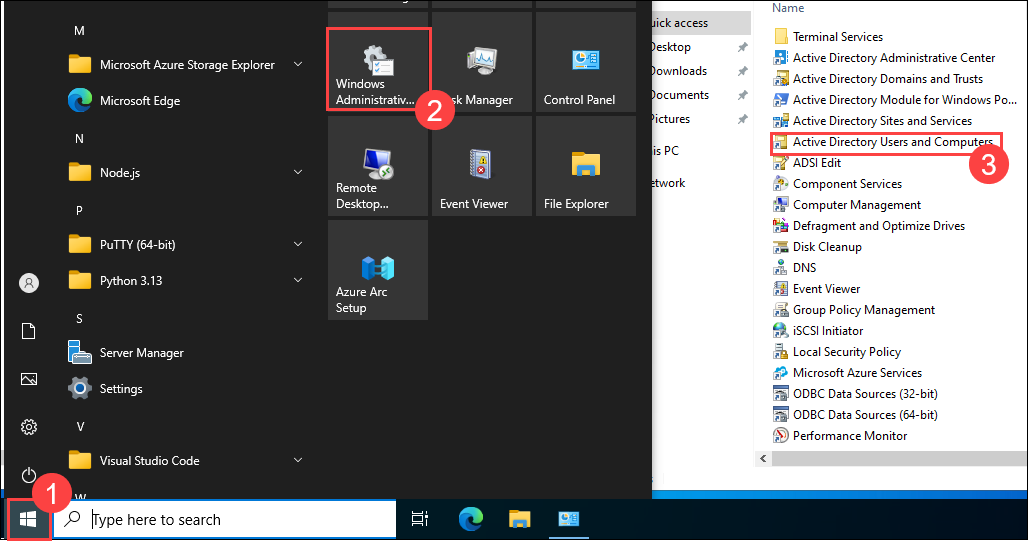 M
Microsoft Azure Storage Explorer
Microsoft Edge
N
Node.js
P
PuTTY (64-bit)
Python 3.13
S
Server Manager
Settings
V
Visual Studio Code
W
Windows
Administrativ...
2
sk Manager
Control Panel
Remote
Desktop...
Event Viewer
File Explorer
Azure Arc
Setup
1
Type here to search
uick access
Desktop
Downloads
Documents
Pictures
his PC
etwork
Name
Terminal Services
Active Directory Administrative Center
Active Directory Domains and Trusts
Active Directory Module for Windows Po...
Active Directory Sites and Services
Active Directory Users and Computers
3
ADSI Edit
Component Services
Computer Management
Defragment and Optimize Drives
Disk Cleanup
DNS
Event Viewer
Group Policy Management
iSCSI Initiator
Local Security Policy
Microsoft Azure Services
ODBC Data Sources (32-bit)
ODBC Data Sources (64-bit)
Performance Monitor